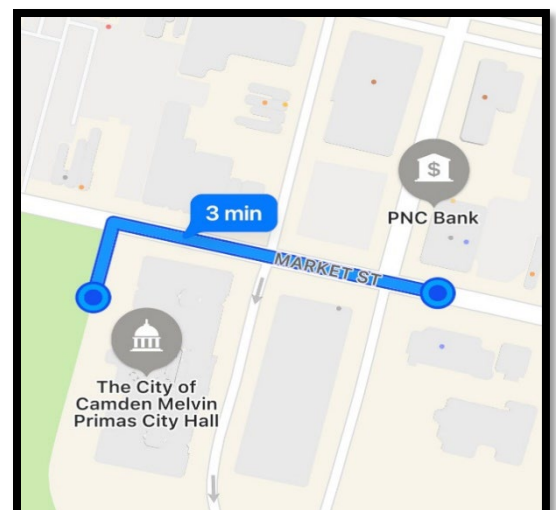 3 min
$
PNC Bank
MARKET ST
The City of
Camden Melvin
Primas City Hall